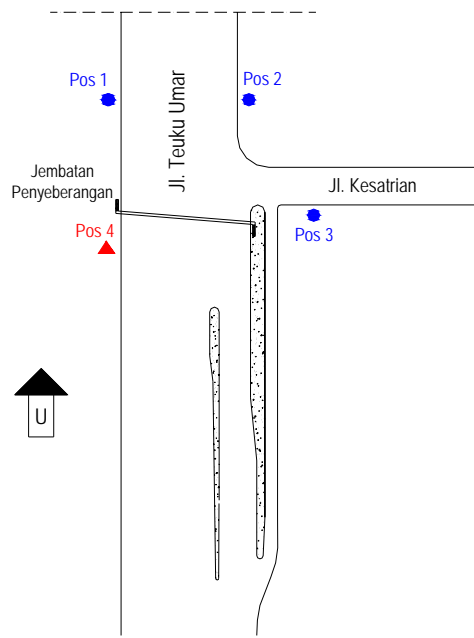 Pos 1
Pos 2
Jl. Teuku Umar
Jembatan
Penyeberangan
Jl. Kesatrian
Pos 4
Pos 3
U